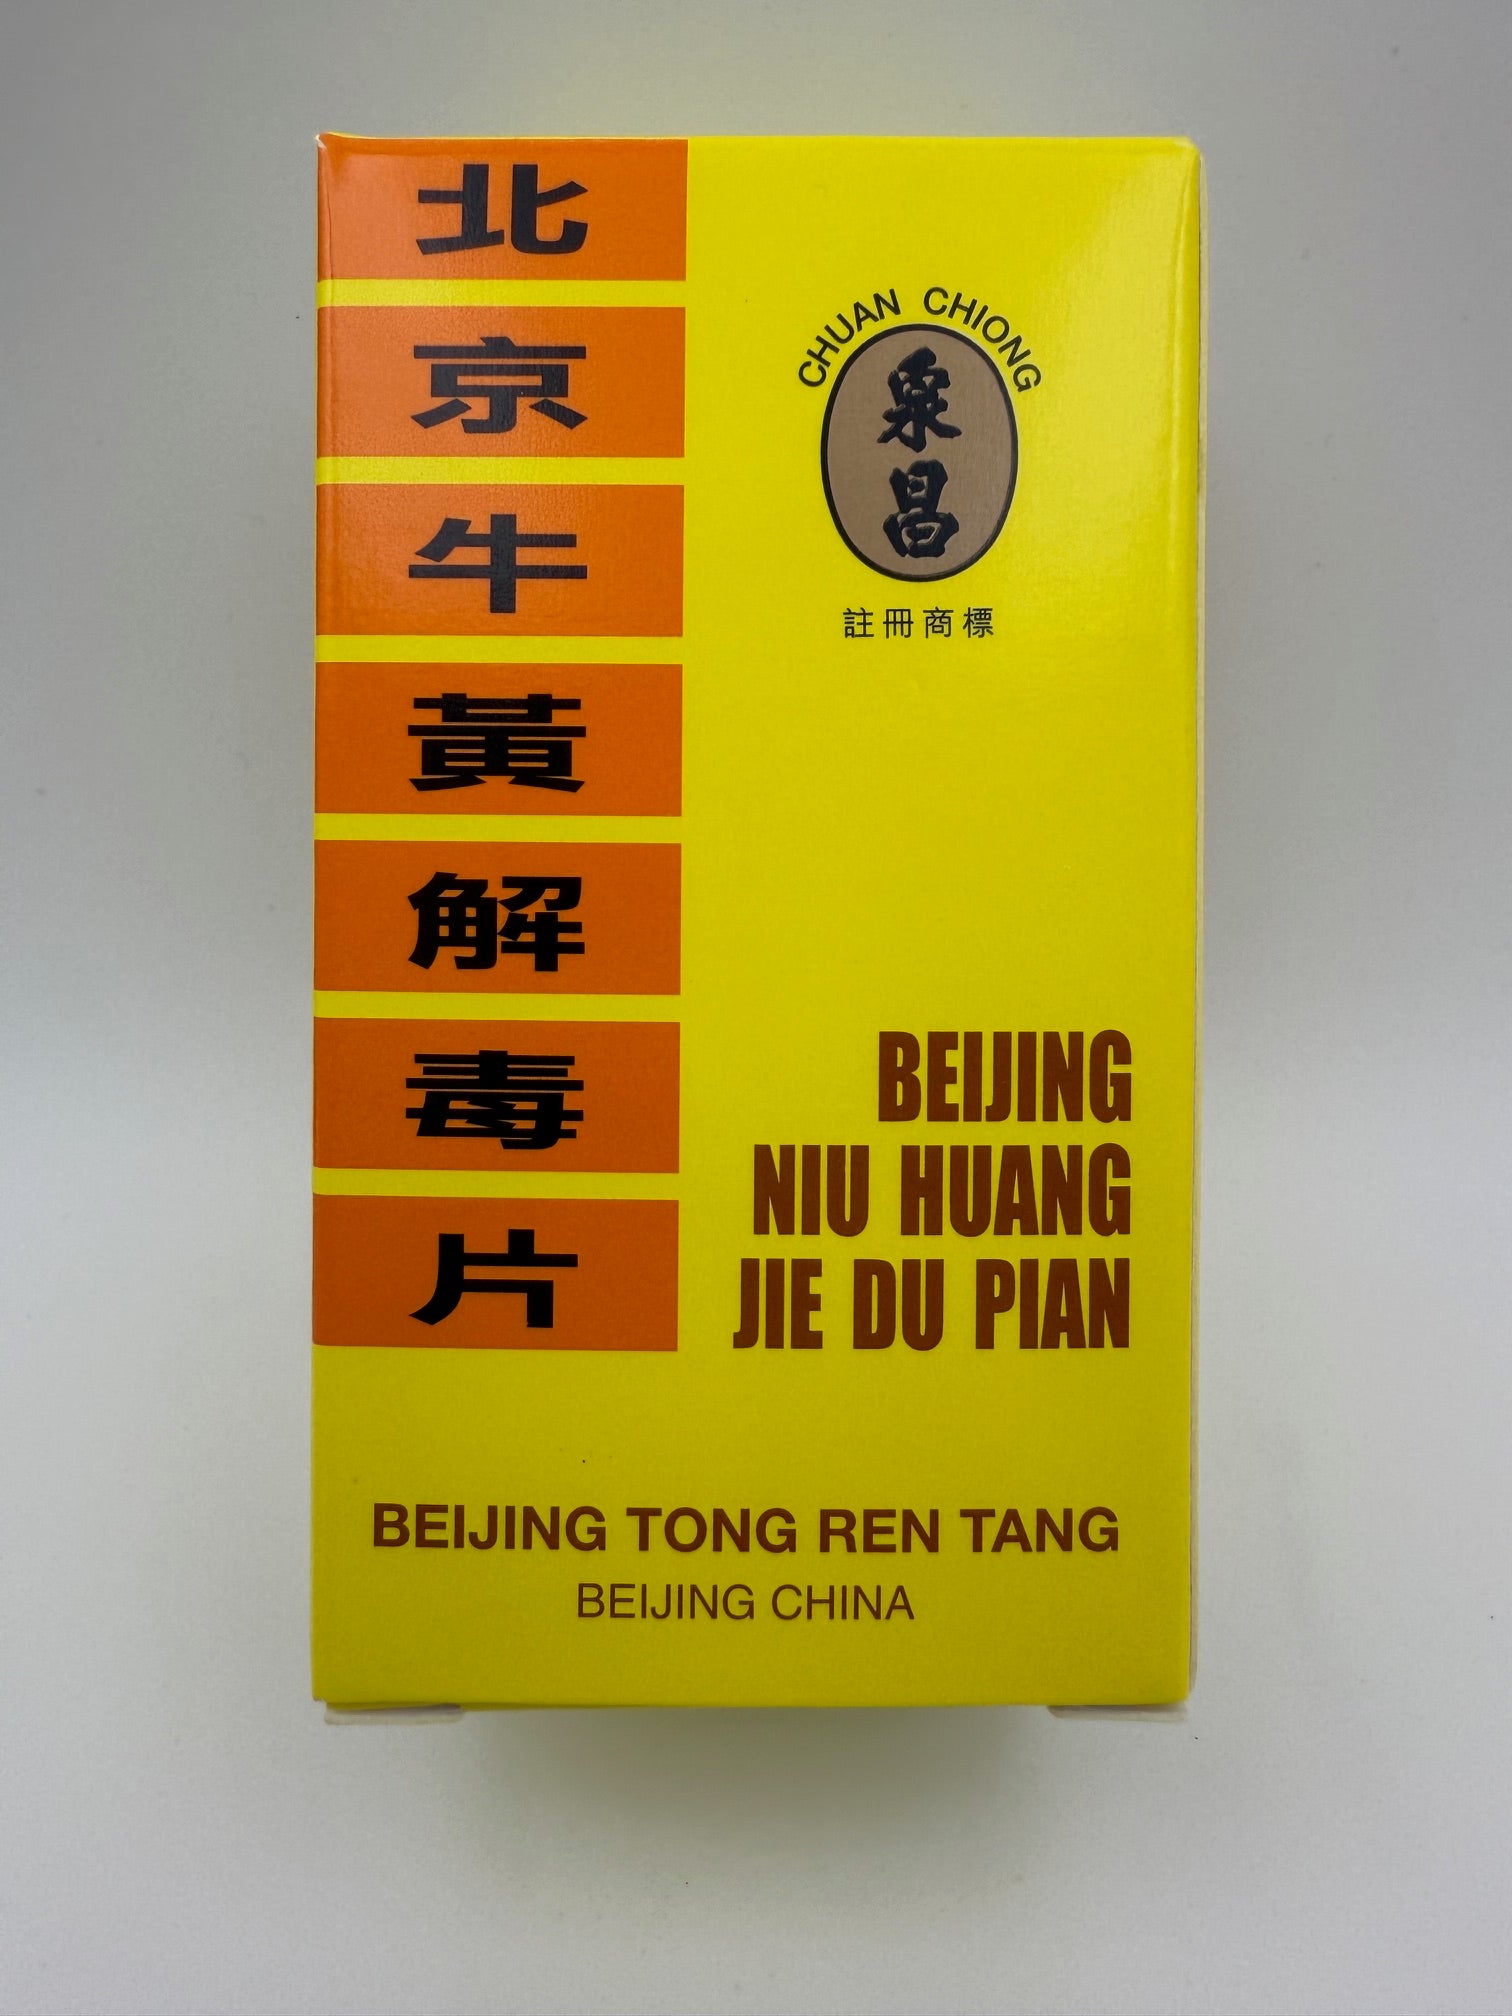 北京牛黃解毒片
CHUAN CHIONG
泉昌
註冊商標
BEIJING
NIU HUANG
JIE DU PIAN
BEIJING TONG REN TANG
BEIJING CHINA